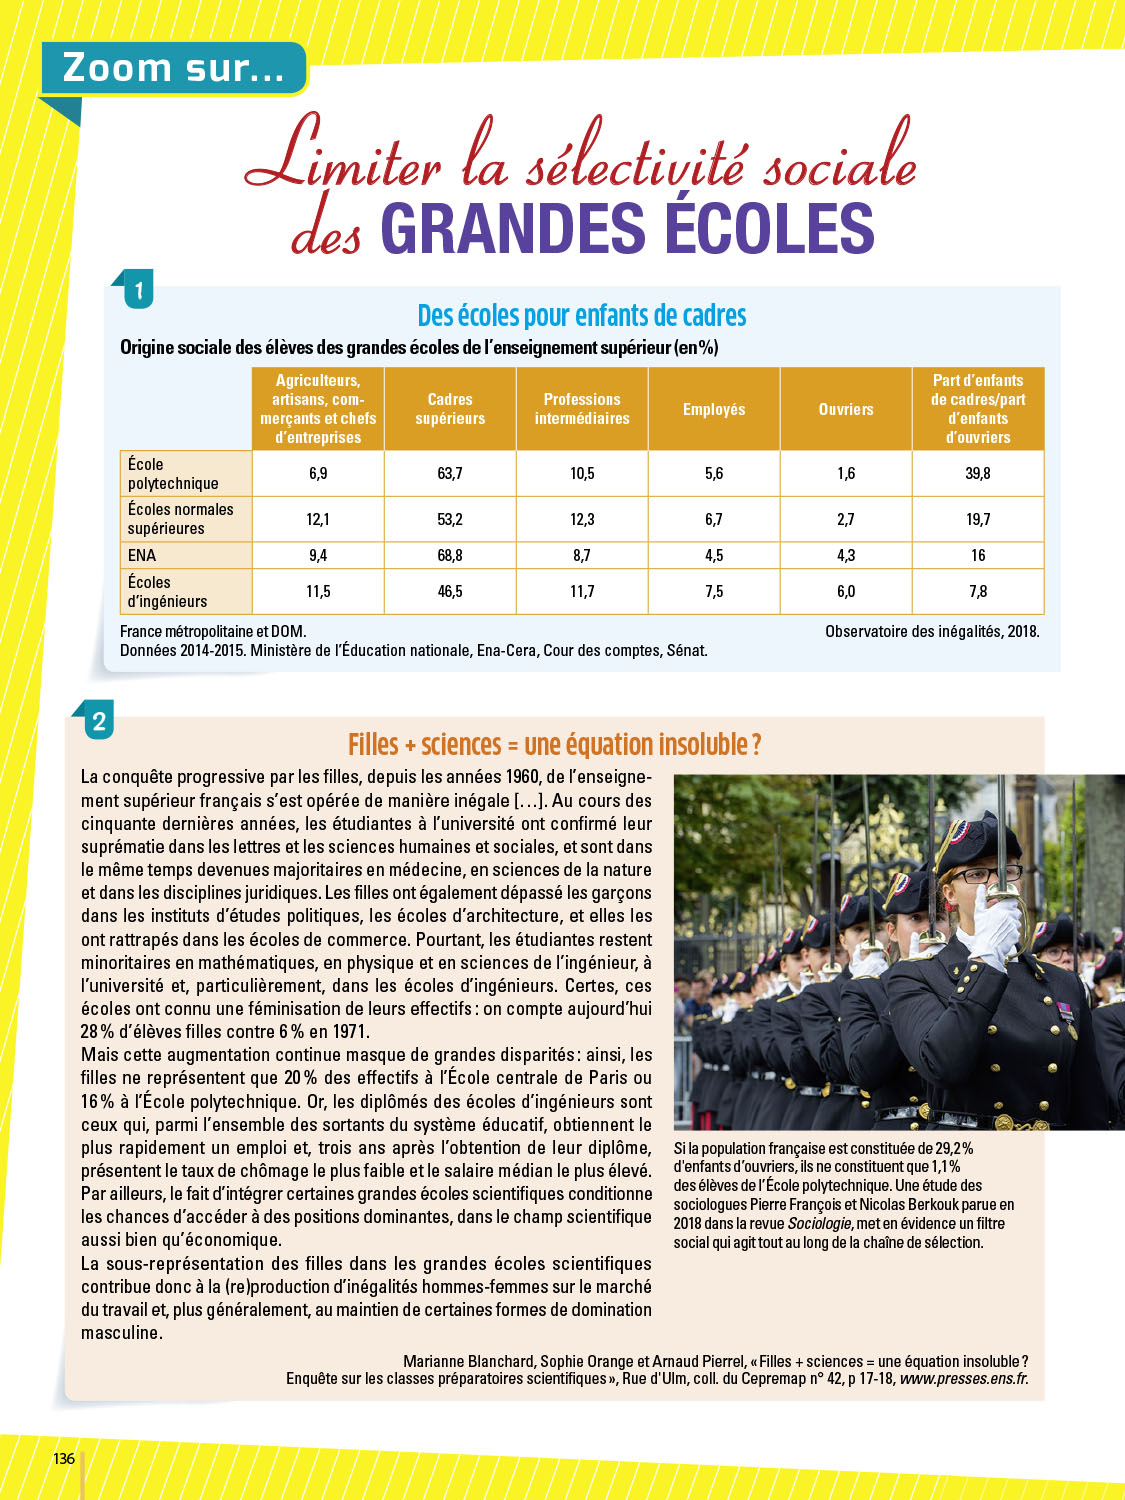 Zoom sur...
Limiter la sélectivité sociale
des GRANDES ÉCOLES
1
Des écoles pour enfants de cadres
Origine sociale des élèves des grandes écoles de l'enseignement supérieur (en %)
Agriculteurs,
artisans, com-
merçants et chefs
d'entreprises
Cadres
supérieurs
Professions
intermédiaires
Employés
Ouvriers
Part d'enfants
de cadres/part
d'enfants
d'ouvriers
École
polytechnique
6,9 63,7 10,5 5,6 1,6 39,8
Écoles normales
supérieures
12,1 53,2 12,3 6,7 2,7 19,7
ENA 9,4 68,8 8,7 4,5 4,3 16
Écoles
d'ingénieurs
11,5 46,5 11,7 7,5 6,0 7,8
France métropolitaine et DOM. Observatoire des inégalités, 2018.
Données 2014-2015. Ministère de l'Éducation nationale, Ena-Cera, Cour des comptes, Sénat.
2
Filles + sciences = une équation insoluble ?
La conquête progressive par les filles, depuis les années 1960, de l'enseigne-
ment supérieur français s'est opérée de manière inégale [...]. Au cours des
cinquante dernières années, les étudiantes à l'université ont confirmé leur
suprématie dans les lettres et les sciences humaines et sociales, et sont dans
le même temps devenues majoritaires en médecine, en sciences de la nature
et dans les disciplines juridiques. Les filles ont également dépassé les garçons
dans les instituts d'études politiques, les écoles d'architecture, et elles les
ont rattrapés dans les écoles de commerce. Pourtant, les étudiantes restent
minoritaires en mathématiques, en physique et en sciences de l'ingénieur, à
l'université et, particulièrement, dans les écoles d'ingénieurs. Certes, ces
écoles ont connu une féminisation de leurs effectifs : on compte aujourd'hui
28 % d'élèves filles contre 6 % en 1971.
Mais cette augmentation continue masque de grandes disparités : ainsi, les
filles ne représentent que 20 % des effectifs à l'École centrale de Paris ou
16 % à l'École polytechnique. Or, les diplômés des écoles d'ingénieurs sont
ceux qui, parmi l'ensemble des sortants du système éducatif, obtiennent le
plus rapidement un emploi et, trois ans après l'obtention de leur diplôme,
présentent le taux de chômage le plus faible et le salaire médian le plus élevé.
Par ailleurs, le fait d'intégrer certaines grandes écoles scientifiques conditionne
les chances d'accéder à des positions dominantes, dans le champ scientifique
aussi bien qu'économique.
La sous-représentation des filles dans les grandes écoles scientifiques
contribue donc à la (re)production d'inégalités hommes-femmes sur le marché
du travail et, plus généralement, au maintien de certaines formes de domination
masculine.
Si la population française est constituée de 29,2 %
d'enfants d'ouvriers, ils ne constituent que 1,1 %
des élèves de l'École polytechnique. Une étude des
sociologues Pierre François et Nicolas Berkouk parue en
2018 dans la revue Sociologie, met en évidence un filtre
social qui agit tout au long de la chaîne de sélection.
Marianne Blanchard, Sophie Orange et Arnaud Pierrel, « Filles + sciences = une équation insoluble ?
Enquête sur les classes préparatoires scientifiques », Rue d'Ulm, coll. du Cepremap n° 42, p 17-18, www.presses.ens.fr.
136